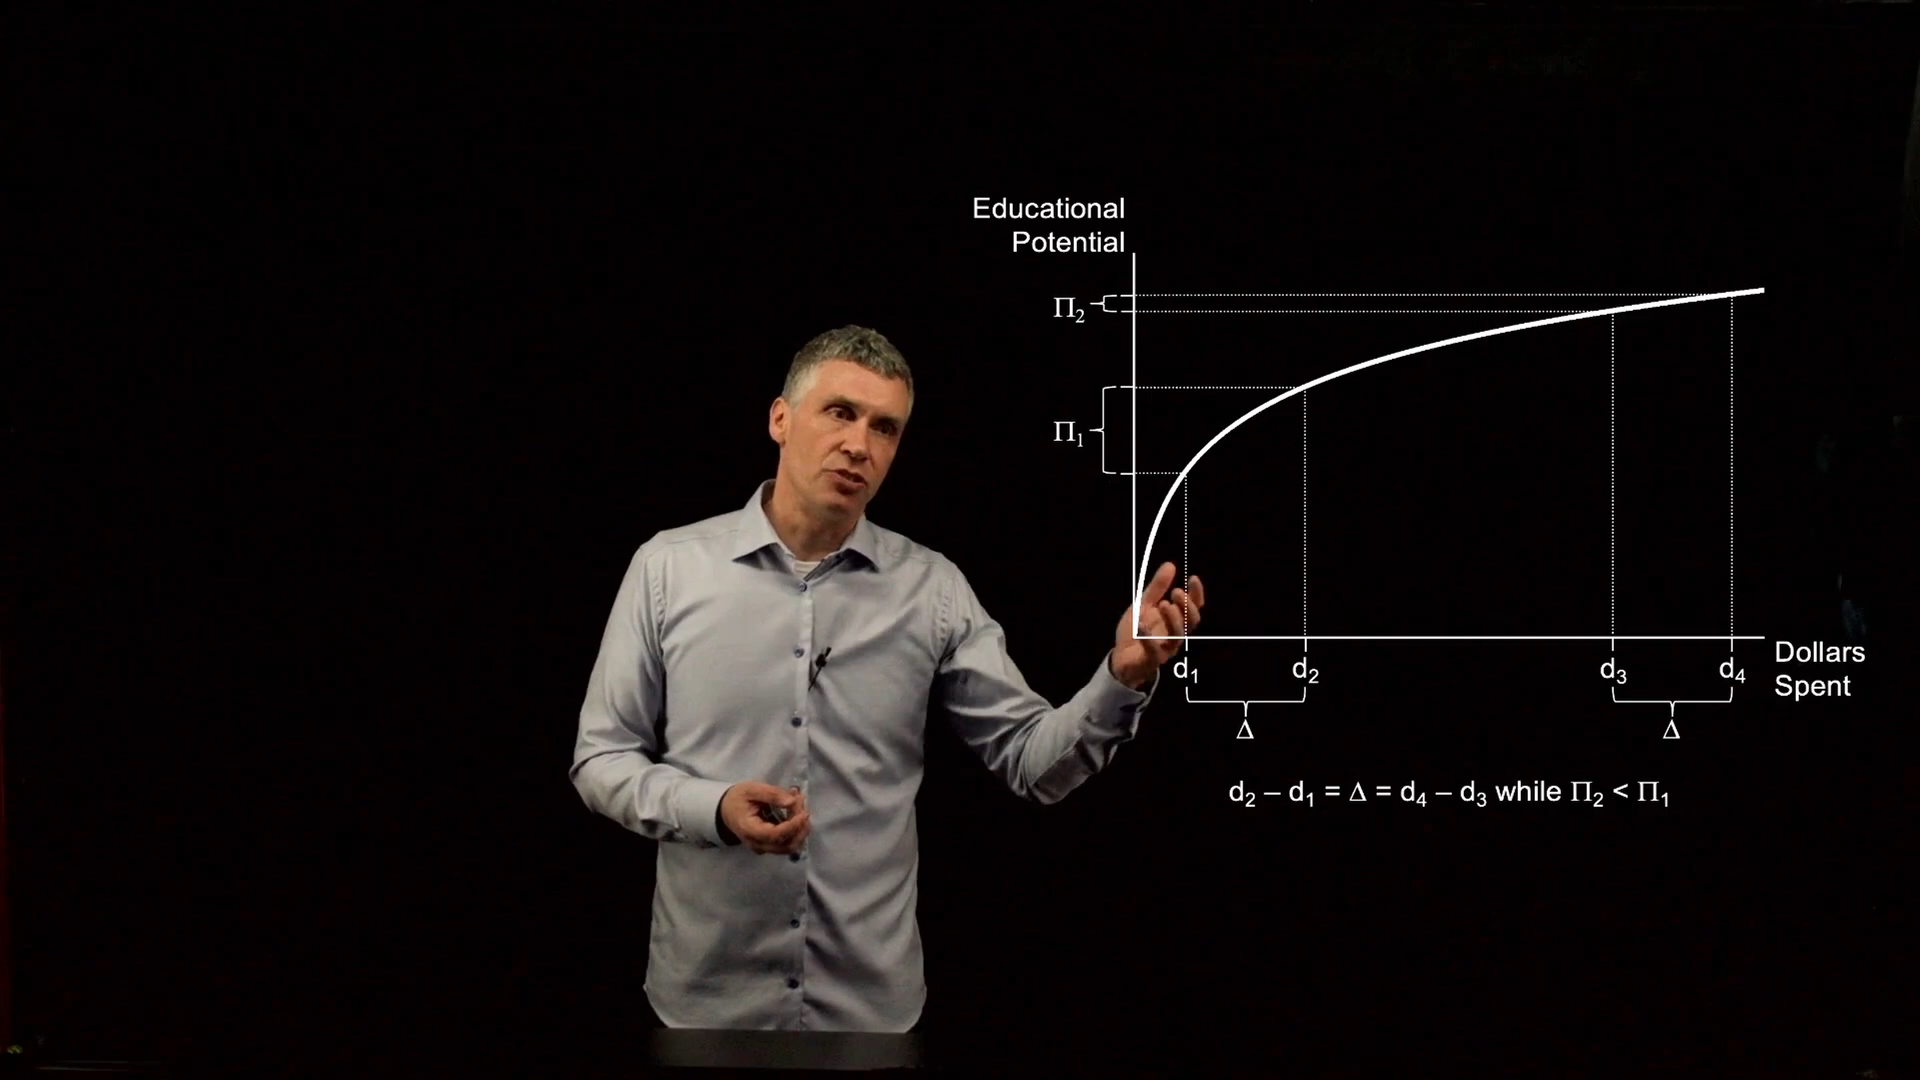 Educational
Potential
Π₂
Π₁
d₁
d₂
d₃
d₄
Dollars
Spent
Δ
Δ
d₂ – d₁ = Δ = d₄ – d₃ while Π₂ < Π₁